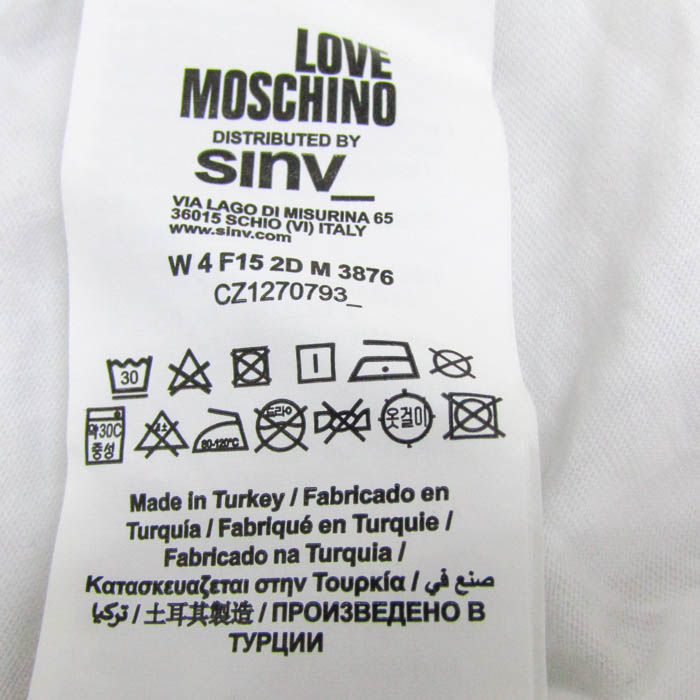 LOVE
MOSCHINO
DISTRIBUTED BY
sınv_
VIA LAGO DI MISURINA 65
36015 SCHIO (VI) ITALY
www.sinv.com
W 4 F15 2D M 3876
CZ1270793_
30
약30C 중성 80-120℃ 드라이 옷걸이
Made in Turkey / Fabricado en
Turquía / Fabriqué en Turquie /
Fabricado na Turquia /
Κατασκευαζεται στην Τουρκία / صنع في
تركيا / 土耳其製造 / ПРОИЗВЕДЕНО В
ТУРЦИИ